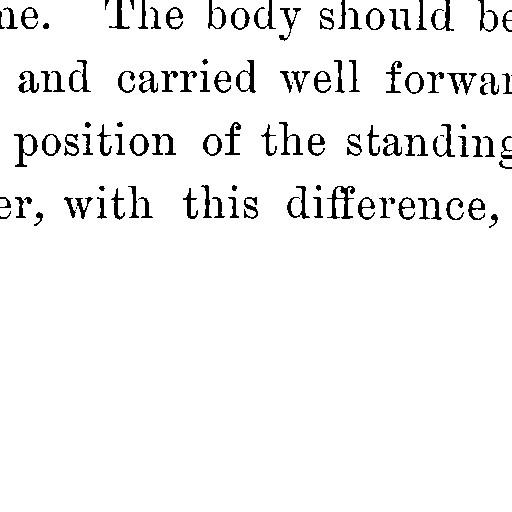 ne. The body should be
and carried well forwar
position of the standing
er, with this difference,